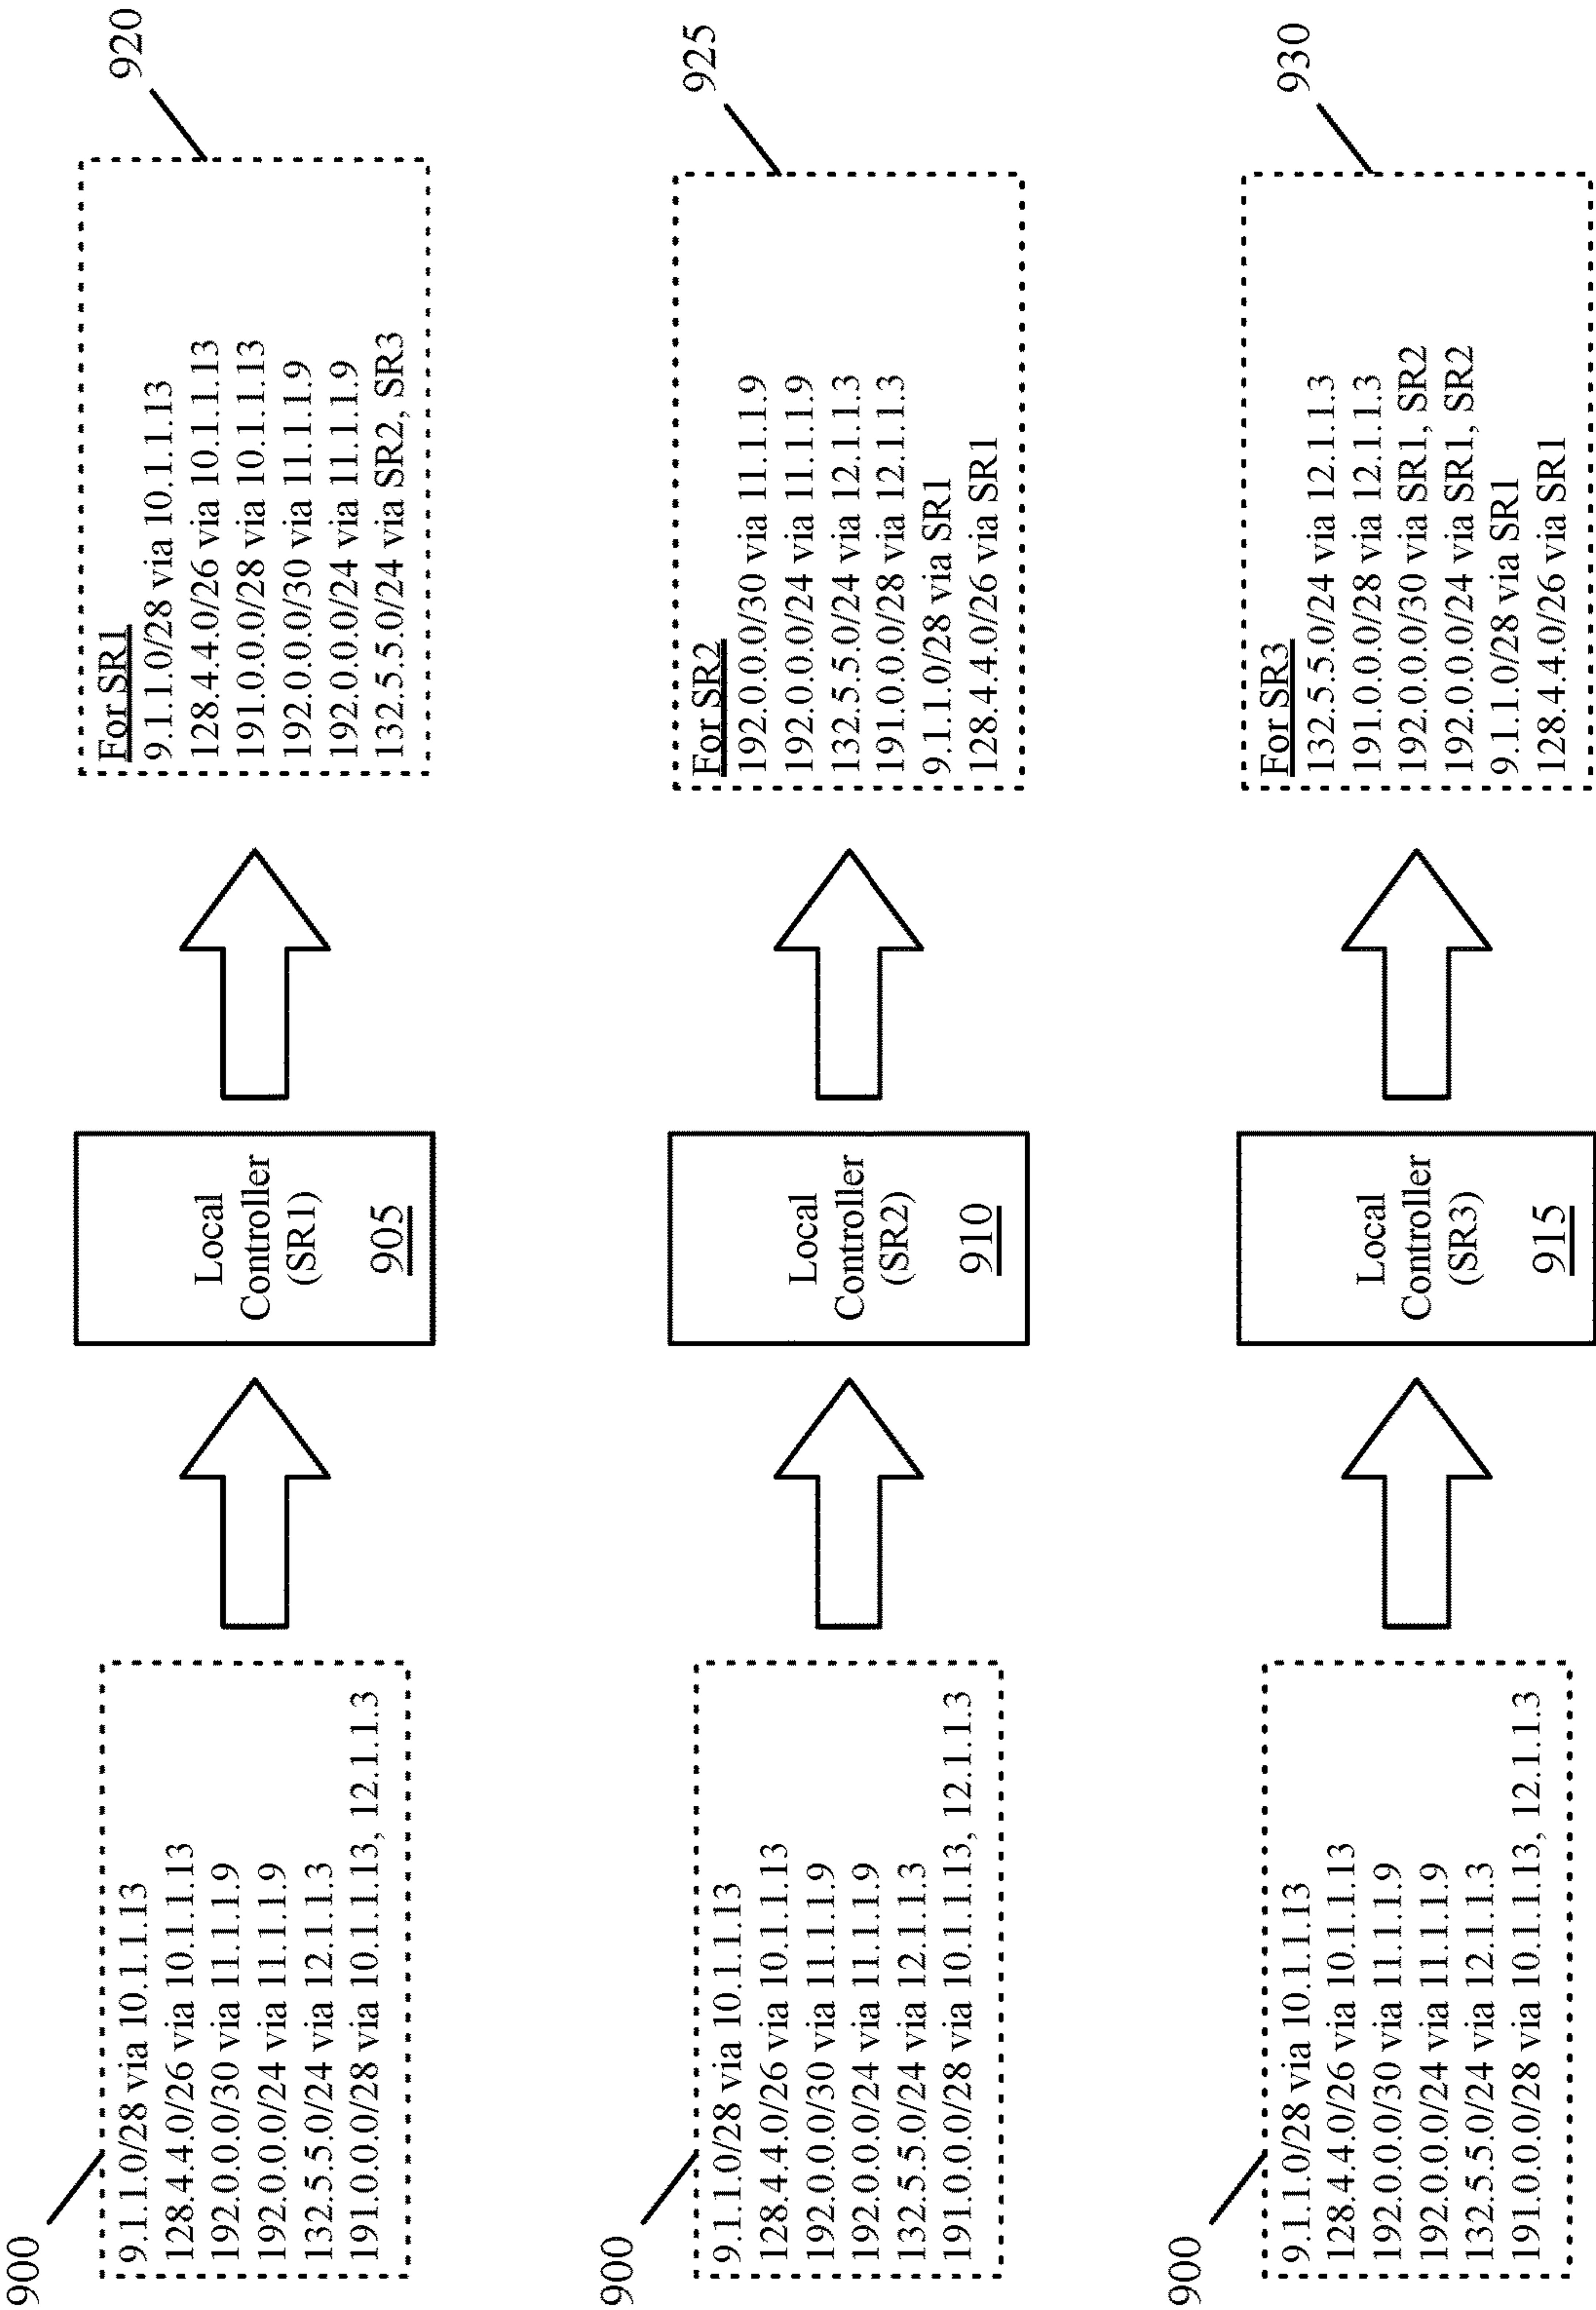 900
9.1.1.0/28 via 10.1.1.13
128.4.4.0/26 via 10.1.1.13
192.0.0.0/30 via 11.1.1.9
192.0.0.0/24 via 11.1.1.9
132.5.5.0/24 via 12.1.1.3
191.0.0.0/28 via 10.1.1.13, 12.1.1.3
Local
Controller
(SR1)
905
For SR1
9.1.1.0/28 via 10.1.1.13
128.4.4.0/26 via 10.1.1.13
191.0.0.0/28 via 10.1.1.13
192.0.0.0/30 via 11.1.1.9
192.0.0.0/24 via 11.1.1.9
132.5.5.0/24 via SR2, SR3
920
900
9.1.1.0/28 via 10.1.1.13
128.4.4.0/26 via 10.1.1.13
192.0.0.0/30 via 11.1.1.9
192.0.0.0/24 via 11.1.1.9
132.5.5.0/24 via 12.1.1.3
191.0.0.0/28 via 10.1.1.13, 12.1.1.3
Local
Controller
(SR2)
910
For SR2
192.0.0.0/30 via 11.1.1.9
192.0.0.0/24 via 11.1.1.9
132.5.5.0/24 via 12.1.1.3
191.0.0.0/28 via 12.1.1.3
9.1.1.0/28 via SR1
128.4.4.0/26 via SR1
925
900
9.1.1.0/28 via 10.1.1.13
128.4.4.0/26 via 10.1.1.13
192.0.0.0/30 via 11.1.1.9
192.0.0.0/24 via 11.1.1.9
132.5.5.0/24 via 12.1.1.3
191.0.0.0/28 via 10.1.1.13, 12.1.1.3
Local
Controller
(SR3)
915
For SR3
132.5.5.0/24 via 12.1.1.3
191.0.0.0/28 via 12.1.1.3
192.0.0.0/30 via SR1, SR2
192.0.0.0/24 via SR1, SR2
9.1.1.0/28 via SR1
128.4.4.0/26 via SR1
930